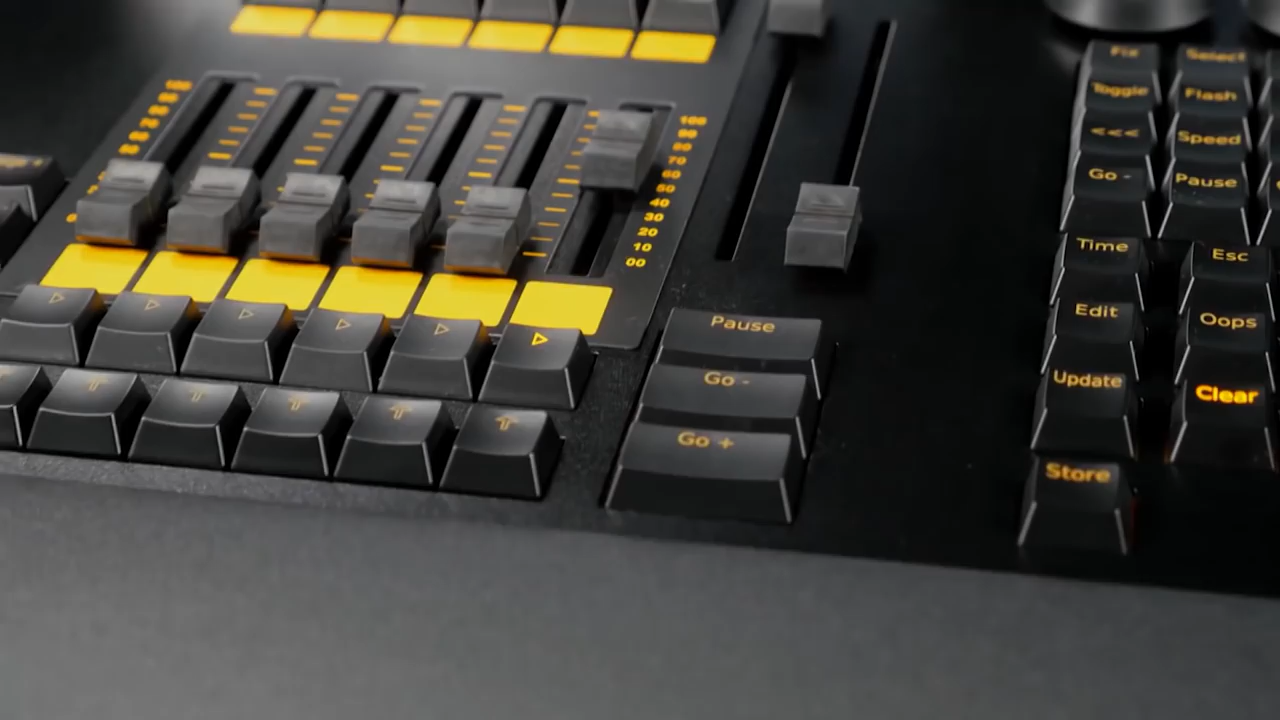 100
100
90
80
70
60
50
40
30
20
10
00
Pause
Go -
Go +
Fix
Select
Toggle
Flash
<<<
Speed
Go -
Pause
Time
Esc
Edit
Oops
Update
Clear
Store